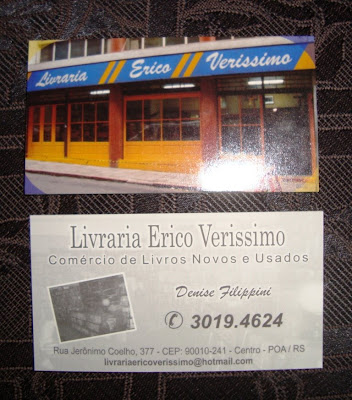 Livraria Erico Verissimo
Livraria Erico Verissimo
Comércio de Livros Novos e Usados
Denise Filippini
3019.4624
Rua Jerônimo Coelho, 377 - CEP: 90010-241 - Centro - POA / RS
livrariaericoverissimo@hotmail.com